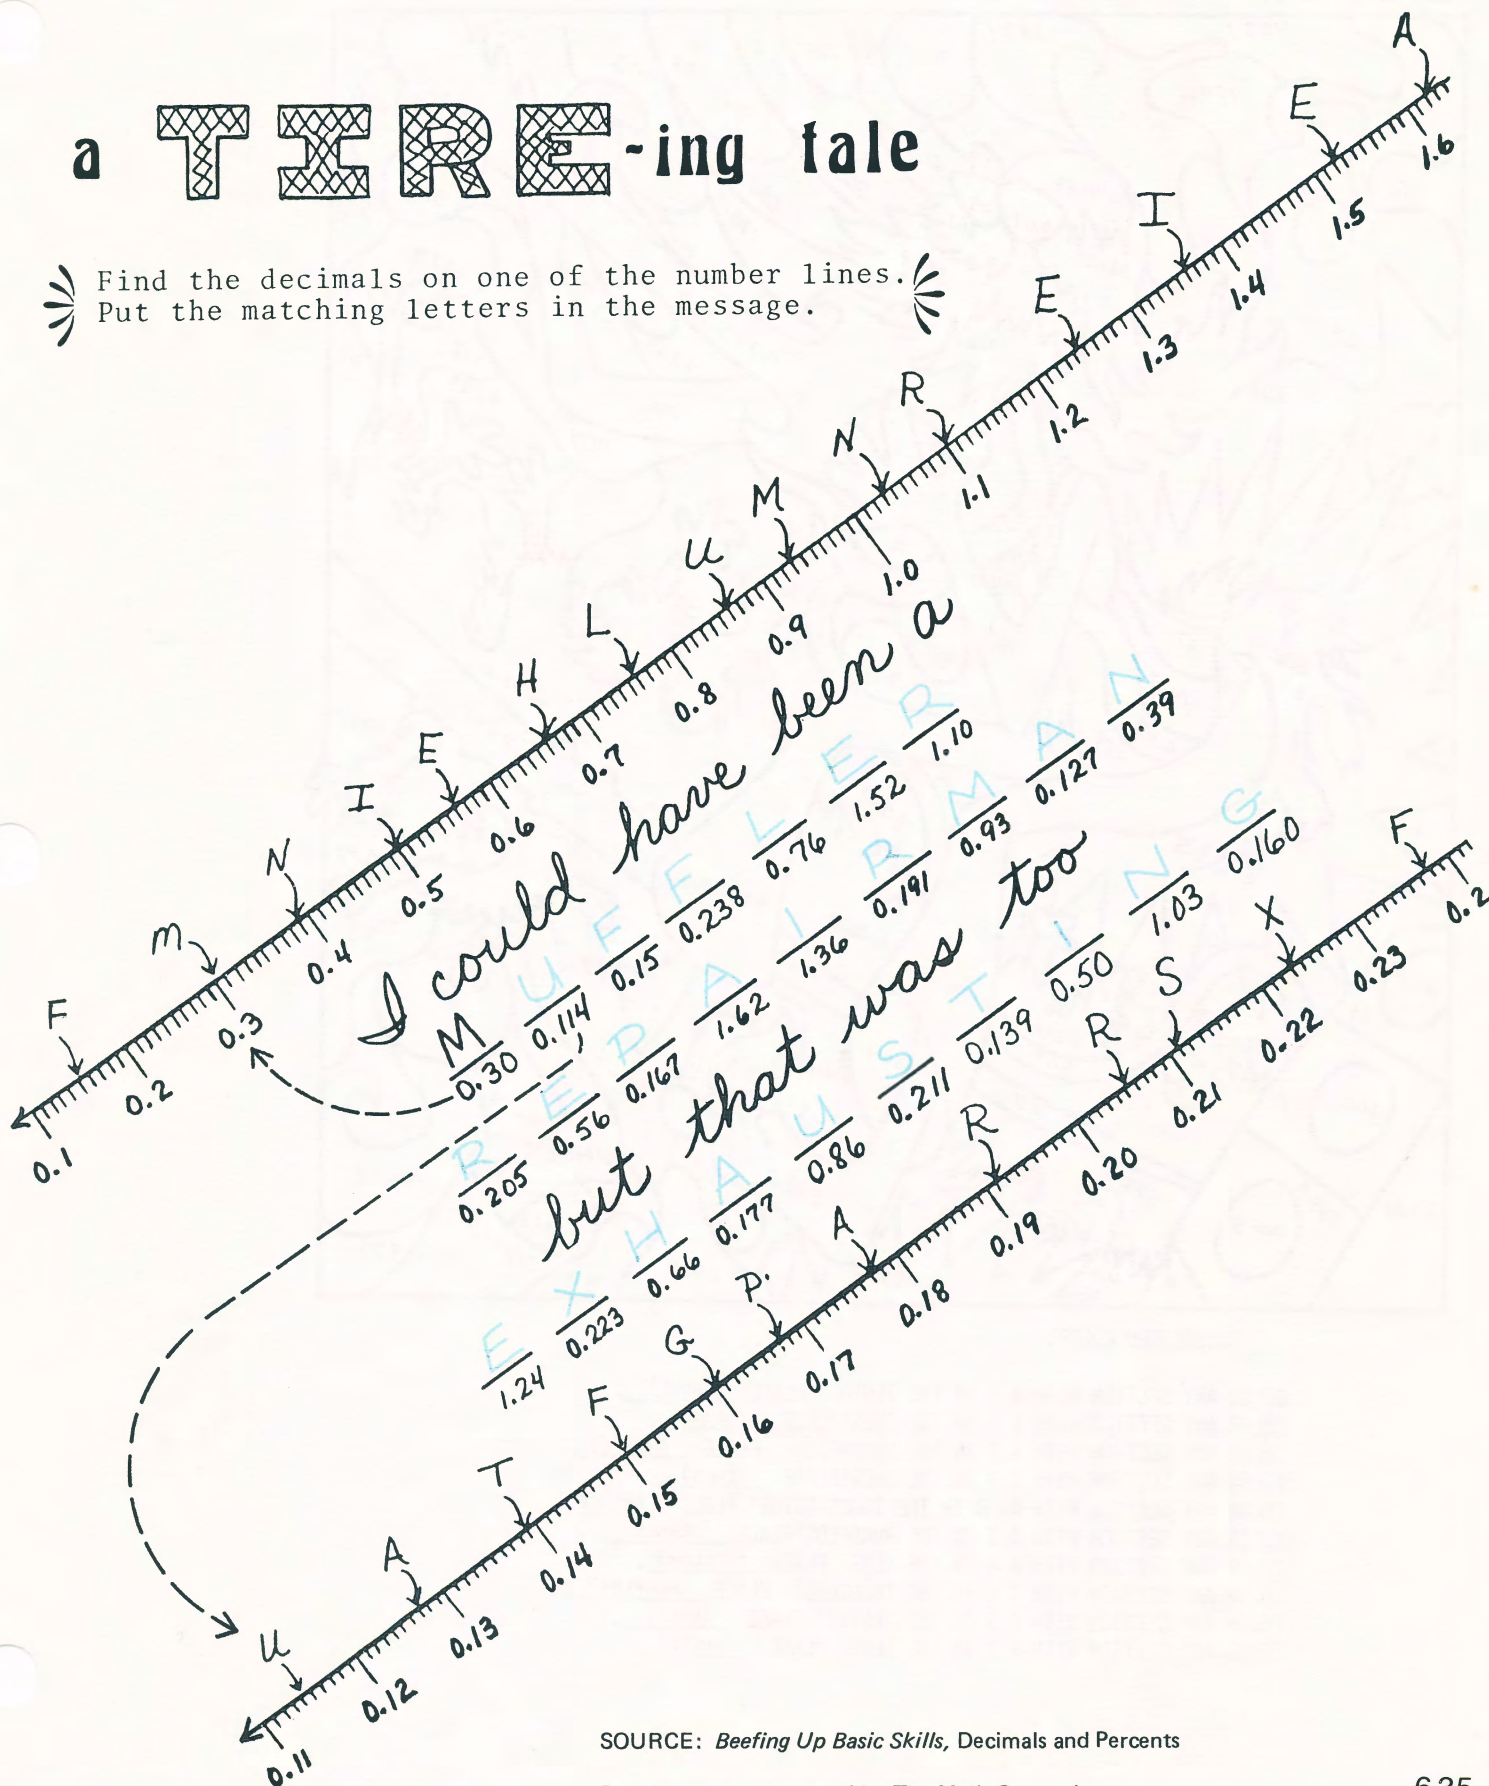 a TIRE-ing tale
Find the decimals on one of the number lines.
Put the matching letters in the message.
F M N I E H L U M N R E I E A
0.1 0.2 0.3 0.4 0.5 0.6 0.7 0.8 0.9 1.0 1.1 1.2 1.3 1.4 1.5 1.6
I could have been a
M U F F L E R
0.30 0.114 0.15 0.238 0.76 1.52 1.10
R E P A I R M A N
0.205 0.56 0.167 1.62 1.36 0.191 0.93 0.127 0.39
but that was too
E X H A U S T I N G
1.24 0.223 0.66 0.177 0.86 0.211 0.139 0.50 1.03 0.160
U A T F G P. A R R S X F
0.11 0.12 0.13 0.14 0.15 0.16 0.17 0.18 0.19 0.20 0.21 0.22 0.23
SOURCE: Beefing Up Basic Skills, Decimals and Percents